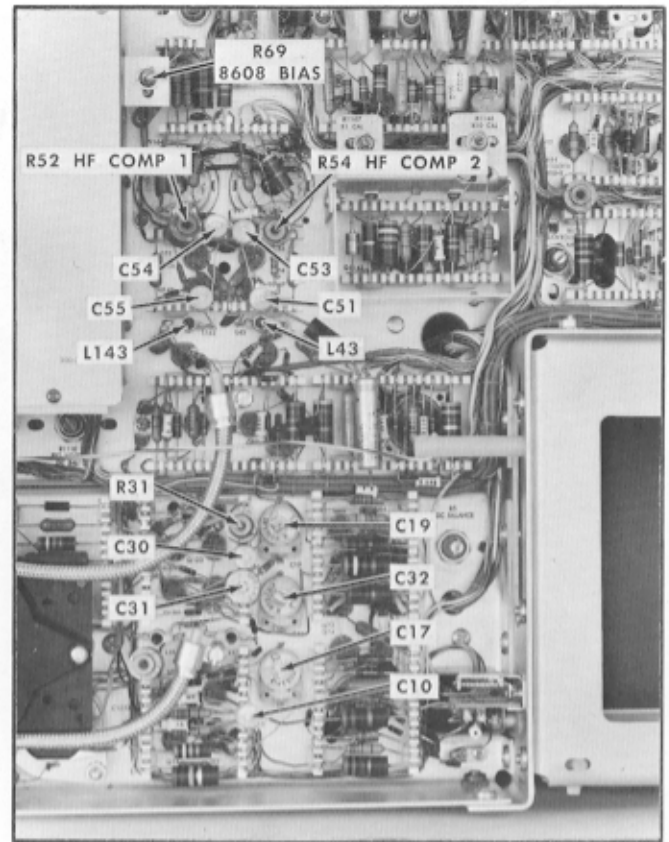 R69
8608 BIAS
R52 HF COMP 1
R54 HF COMP 2
C54
C53
C55
C51
L143
L43
R31
C19
C30
C32
C31
C17
C10